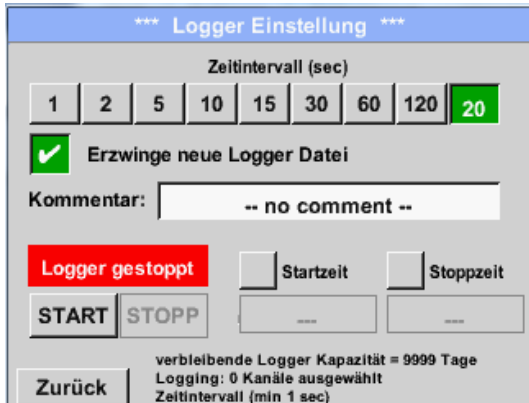 *** Logger Einstellung ***
Zeitintervall (sec)
1 2 5 10 15 30 60 120 20
Erzwinge neue Logger Datei
Kommentar: -- no comment --
Logger gestoppt Startzeit Stoppzeit
START STOPP --- ---
verbleibende Logger Kapazität = 9999 Tage
Logging: 0 Kanäle ausgewählt
Zurück Zeitintervall (min 1 sec)